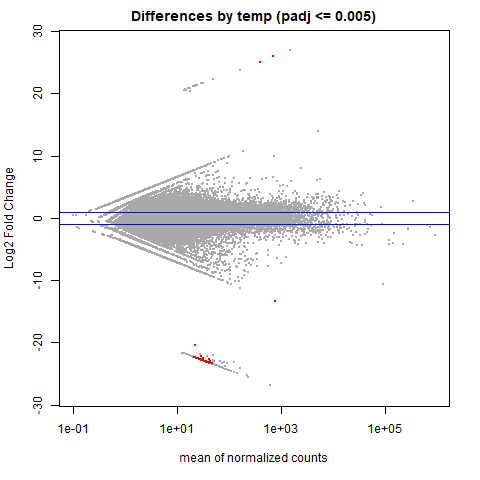 Differences by temp (padj <= 0.005)
Log2 Fold Change
30
20
10
0
-10
-20
-30
1e-01
1e+01
1e+03
1e+05
mean of normalized counts